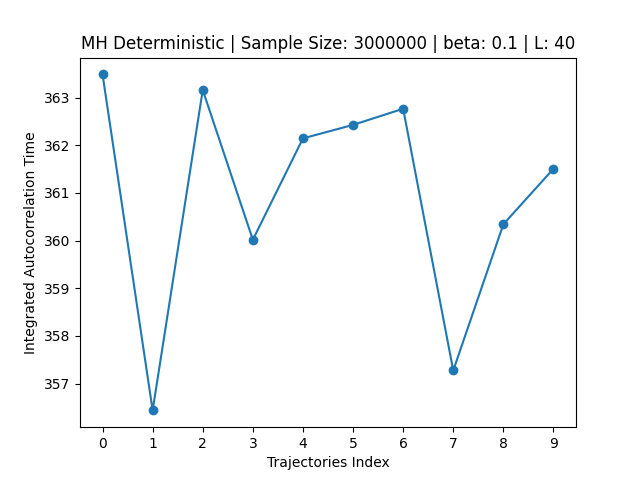 MH Deterministic | Sample Size: 3000000 | beta: 0.1 | L: 40
Integrated Autocorrelation Time
363
362
361
360
359
358
357
0 1 2 3 4 5 6 7 8 9
Trajectories Index